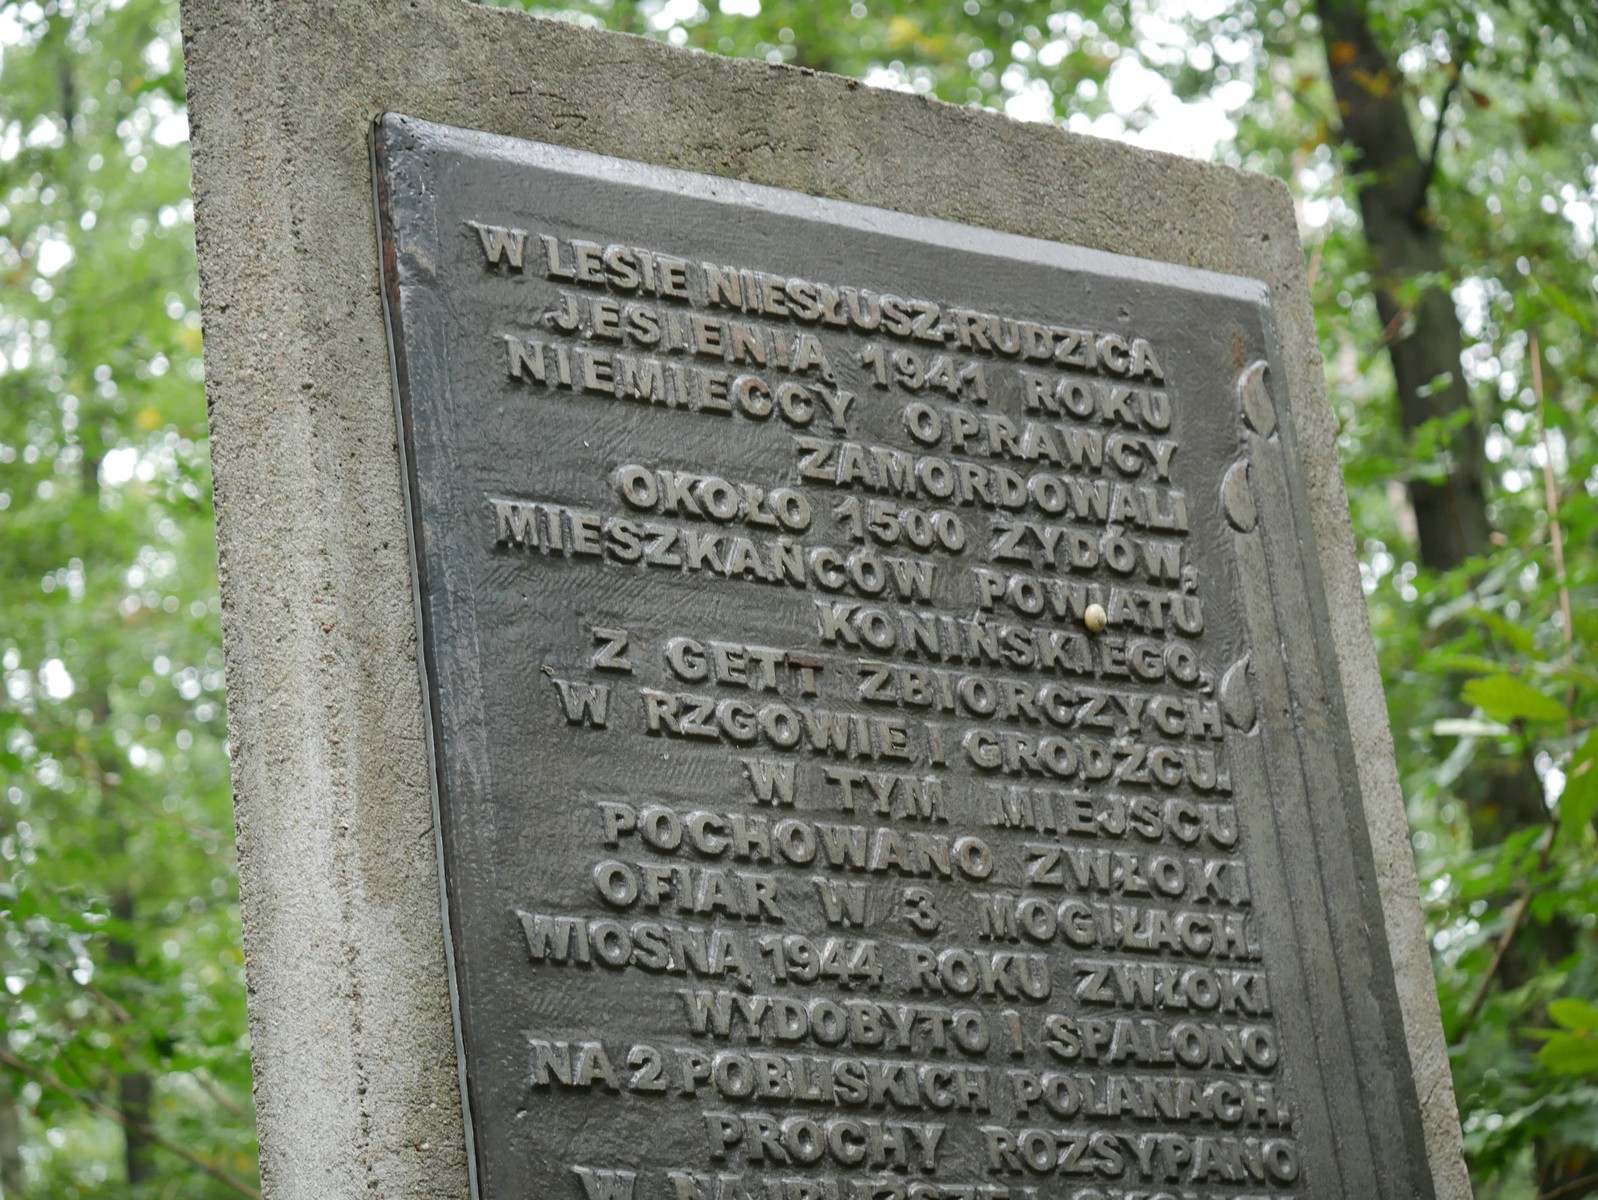 W LESIE NIESŁUSZ-RUDZICA
JESIENIĄ 1941 ROKU
NIEMIECCY OPRAWCY
ZAMORDOWALI
OKOŁO 1500 ŻYDÓW,
MIESZKAŃCÓW POWIATU
KONIŃSKIEGO,
Z GETT ZBIORCZYCH
W RZGOWIE I GRODŹCU.
W TYM MIEJSCU
POCHOWANO ZWŁOKI
OFIAR W 3 MOGIŁACH.
WIOSNĄ 1944 ROKU ZWŁOKI
WYDOBYTO I SPALONO
NA 2 POBLISKICH POLANACH.
PROCHY ROZSYPANO
W NAJBLIŻSZEJ